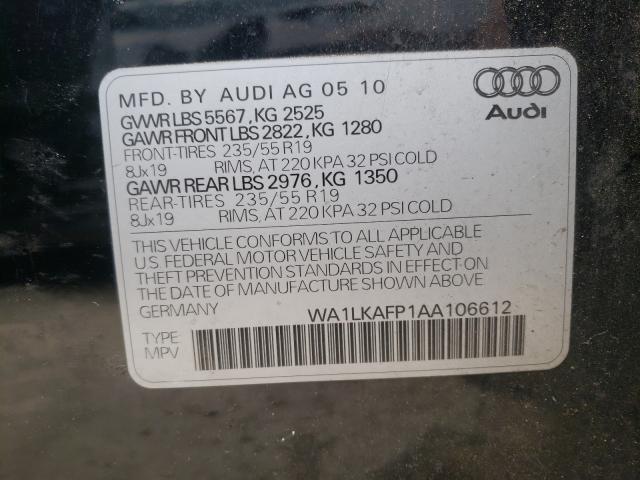 MFD. BY AUDI AG 05 10
Audi
GVWR LBS 5567, KG 2525
GAWR FRONT LBS 2822, KG 1280
FRONT-TIRES 235/55 R19
8Jx19 RIMS, AT 220 KPA 32 PSI COLD
GAWR REAR LBS 2976, KG 1350
REAR-TIRES 235/55 R19
8Jx19 RIMS, AT 220 KPA 32 PSI COLD
THIS VEHICLE CONFORMS TO ALL APPLICABLE
U.S. FEDERAL MOTOR VEHICLE SAFETY AND
THEFT PREVENTION STANDARDS IN EFFECT ON
THE DATE OF MANUFACTURE SHOWN ABOVE
GERMANY WA1LKAFP1AA106612
TYPE
MPV